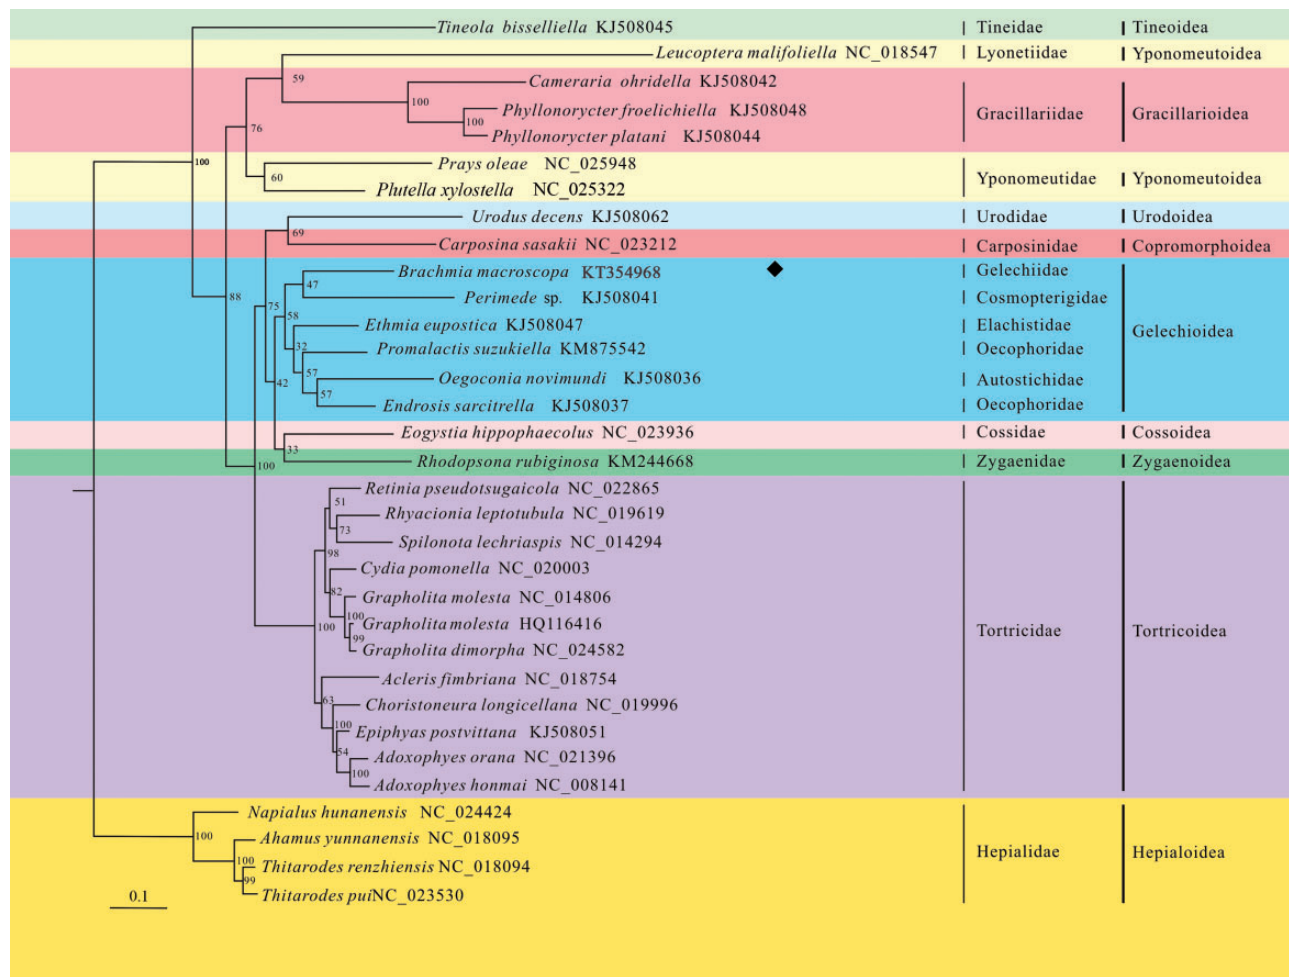 Tineola bisselliella KJ508045 Tineidae Tineoidea
Leucoptera malifoliella NC_018547 Lyonetiidae Yponomeutoidea
59
Cameraria ohridella KJ508042
100
Phyllonorycter froelichiella KJ508048 Gracillariidae Gracillarioidea
100
76
Phyllonorycter platani KJ508044
100
Prays oleae NC_025948
60
Yponomeutidae Yponomeutoidea
Plutella xylostella NC_025322
Urodus decens KJ508062 Urodidae Urodoidea
69
Carposina sasakii NC_023212 Carposinidae Copromorphoidea
Brachmia macroscopa KT354968 ◆ Gelechiidae
47
88
Perimede sp. KJ508041 Cosmopterigidae
75
58
Ethmia eupostica KJ508047 Elachistidae
Gelechioidea
32
Promalactis suzukiella KM875542 Oecophoridae
57
Oegoconia novimundi KJ508036 Autostichidae
42
57
Endrosis sarcitrella KJ508037 Oecophoridae
Eogystia hippophaecolus NC_023936 Cossidae Cossoidea
33
Rhodopsona rubiginosa KM244668 Zygaenidae Zygaenoidea
100
Retinia pseudotsugaicola NC_022865
51
Rhyacionia leptotubula NC_019619
73
Spilonota lechriaspis NC_014294
98
Cydia pomonella NC_020003
82
Grapholita molesta NC_014806
100
Grapholita molesta HQ116416
100
Tortricidae Tortricoidea
99
Grapholita dimorpha NC_024582
Acleris fimbriana NC_018754
63
Choristoneura longicellana NC_019996
100
Epiphyas postvittana KJ508051
54
Adoxophyes orana NC_021396
100
Adoxophyes honmai NC_008141
Napialus hunanensis NC_024424
100
Ahamus yunnanensis NC_018095
Hepialidae Hepialoidea
100
Thitarodes renzhiensis NC_018094
99
Thitarodes puiNC_023530
0.1